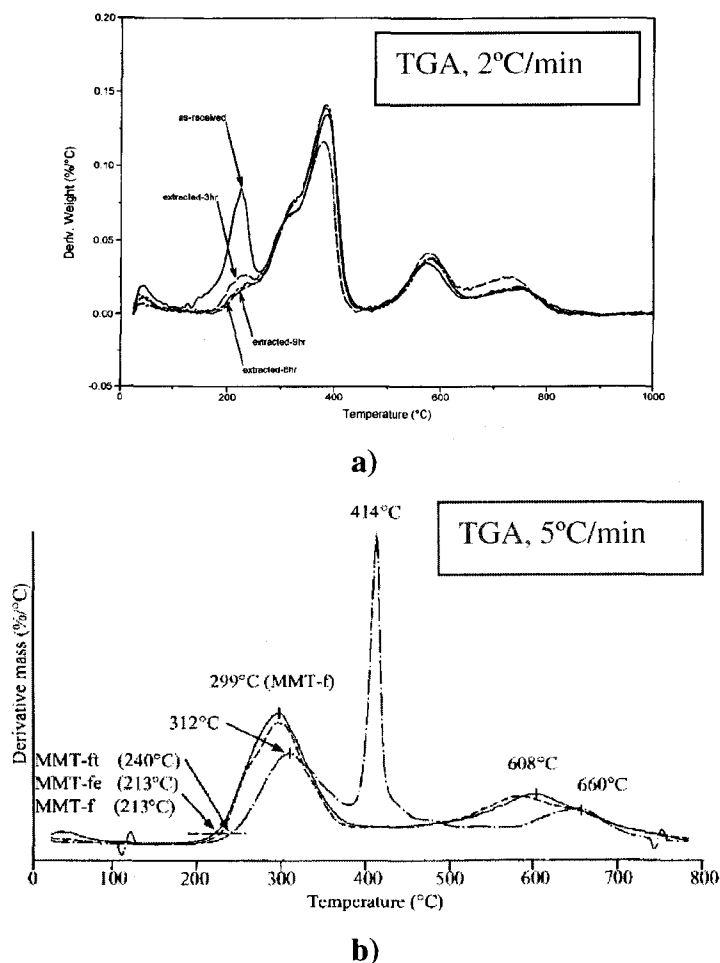 TGA, 2°C/min
0.20
0.15
0.10
0.05
0.00
-0.05
Deriv. Weight (%/°C)
as-received
extracted-3hr
extracted-9hr
extracted-6hr
0
200
400
600
800
1000
Temperature (°C)
a)
TGA, 5°C/min
414°C
Derivative mass (%/°C)
299°C (MMT-f)
312°C
MMT-ft (240°C)
MMT-fe (213°C)
MMT-f (213°C)
608°C
660°C
0
100
200
300
400
500
600
700
800
Temperature (°C)
b)